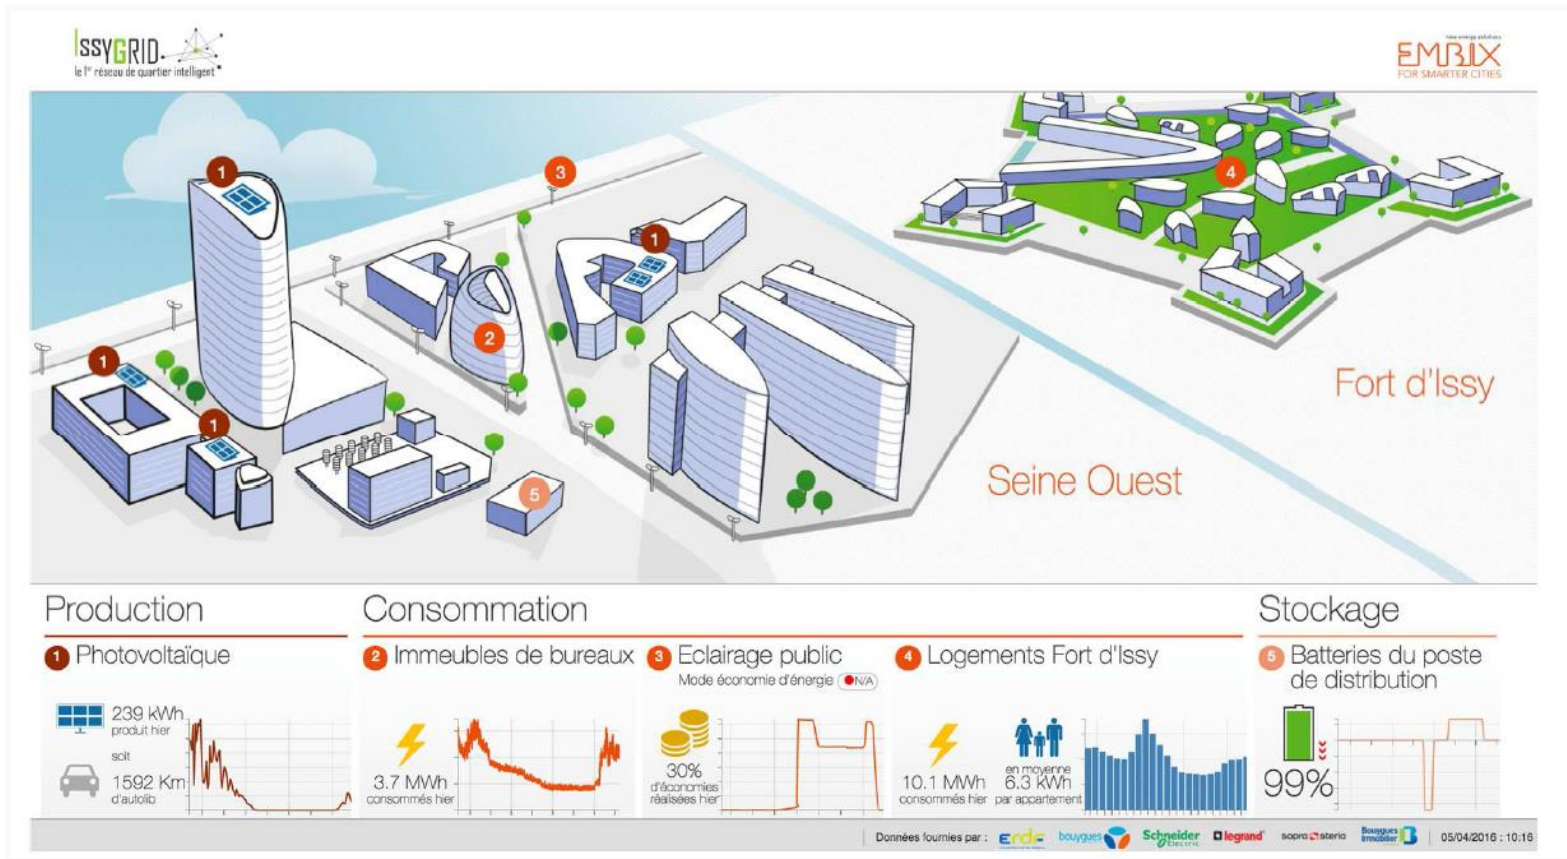 ISSYGRID.
le 1er réseau de quartier intelligent
new energy solutions
EMBIX
FOR SMARTER CITIES
1
3
4
1
2
1
1
5
Fort d'Issy
Seine Ouest
Production
Consommation
Stockage
1 Photovoltaïque
239 kWh
produit hier
soit
1592 Km
d'autolib
2 Immeubles de bureaux
3.7 MWh
consommés hier
3 Eclairage public
Mode économie d'énergie N/A
30%
d'économies
réalisées hier
4 Logements Fort d'Issy
10.1 MWh
consommés hier
en moyenne
6.3 kWh
par appartement
5 Batteries du poste
de distribution
99%
Données fournies par : erdf bouygues Schneider Electric legrand sopra steria Bouygues Immobilier 05/04/2016 : 10:16